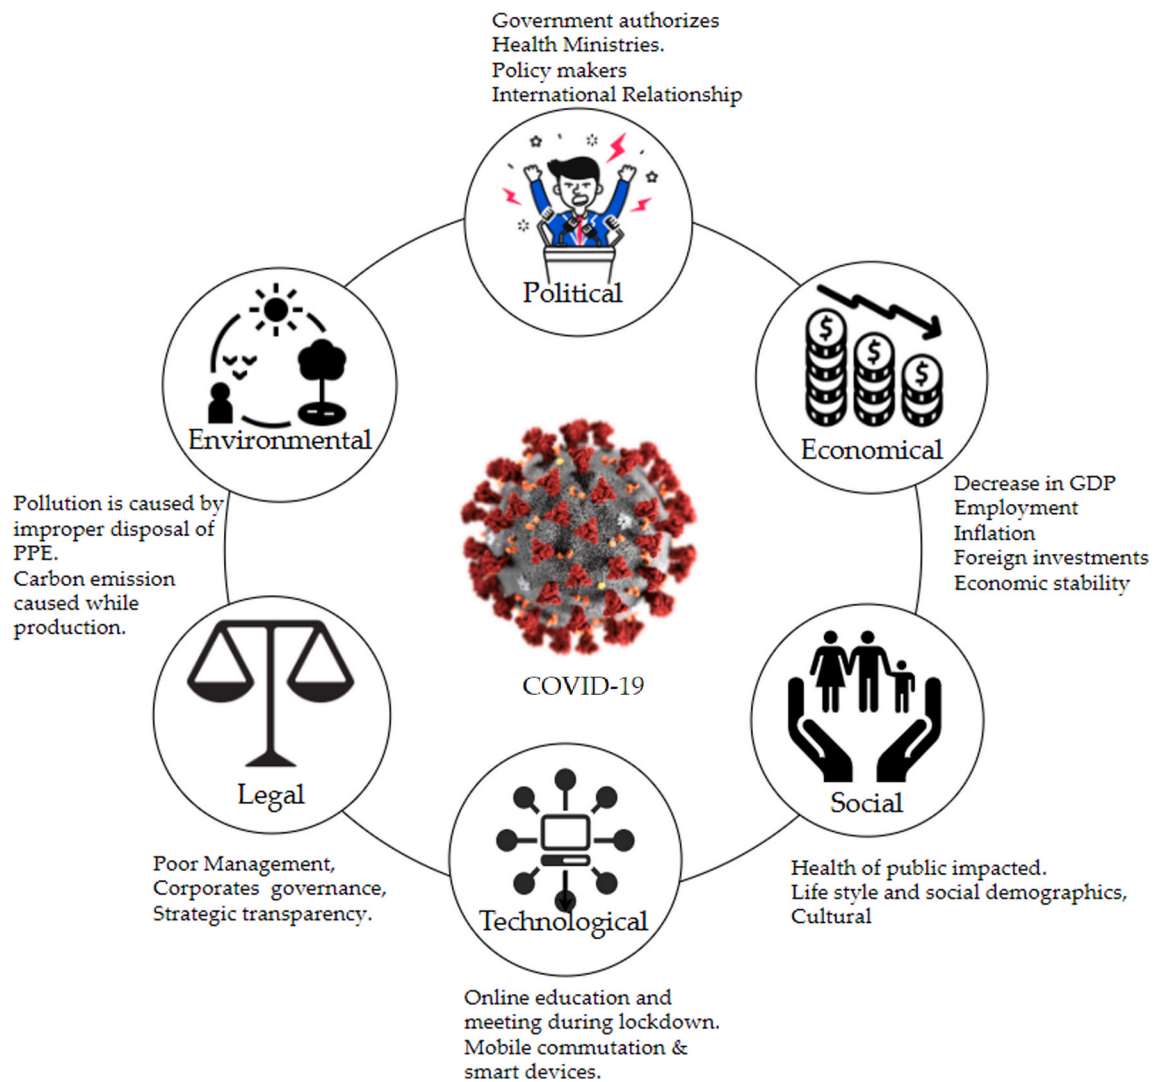 Government authorizes
Health Ministries.
Policy makers
International Relationship
Political
Economical
Decrease in GDP
Employment
Inflation
Foreign investments
Economic stability
Social
Health of public impacted.
Life style and social demographics,
Cultural
Technological
Online education and
meeting during lockdown.
Mobile commutation &
smart devices.
Legal
Poor Management,
Corporates governance,
Strategic transparency.
Environmental
Pollution is caused by
improper disposal of
PPE.
Carbon emission
caused while
production.
COVID-19
$
$
$